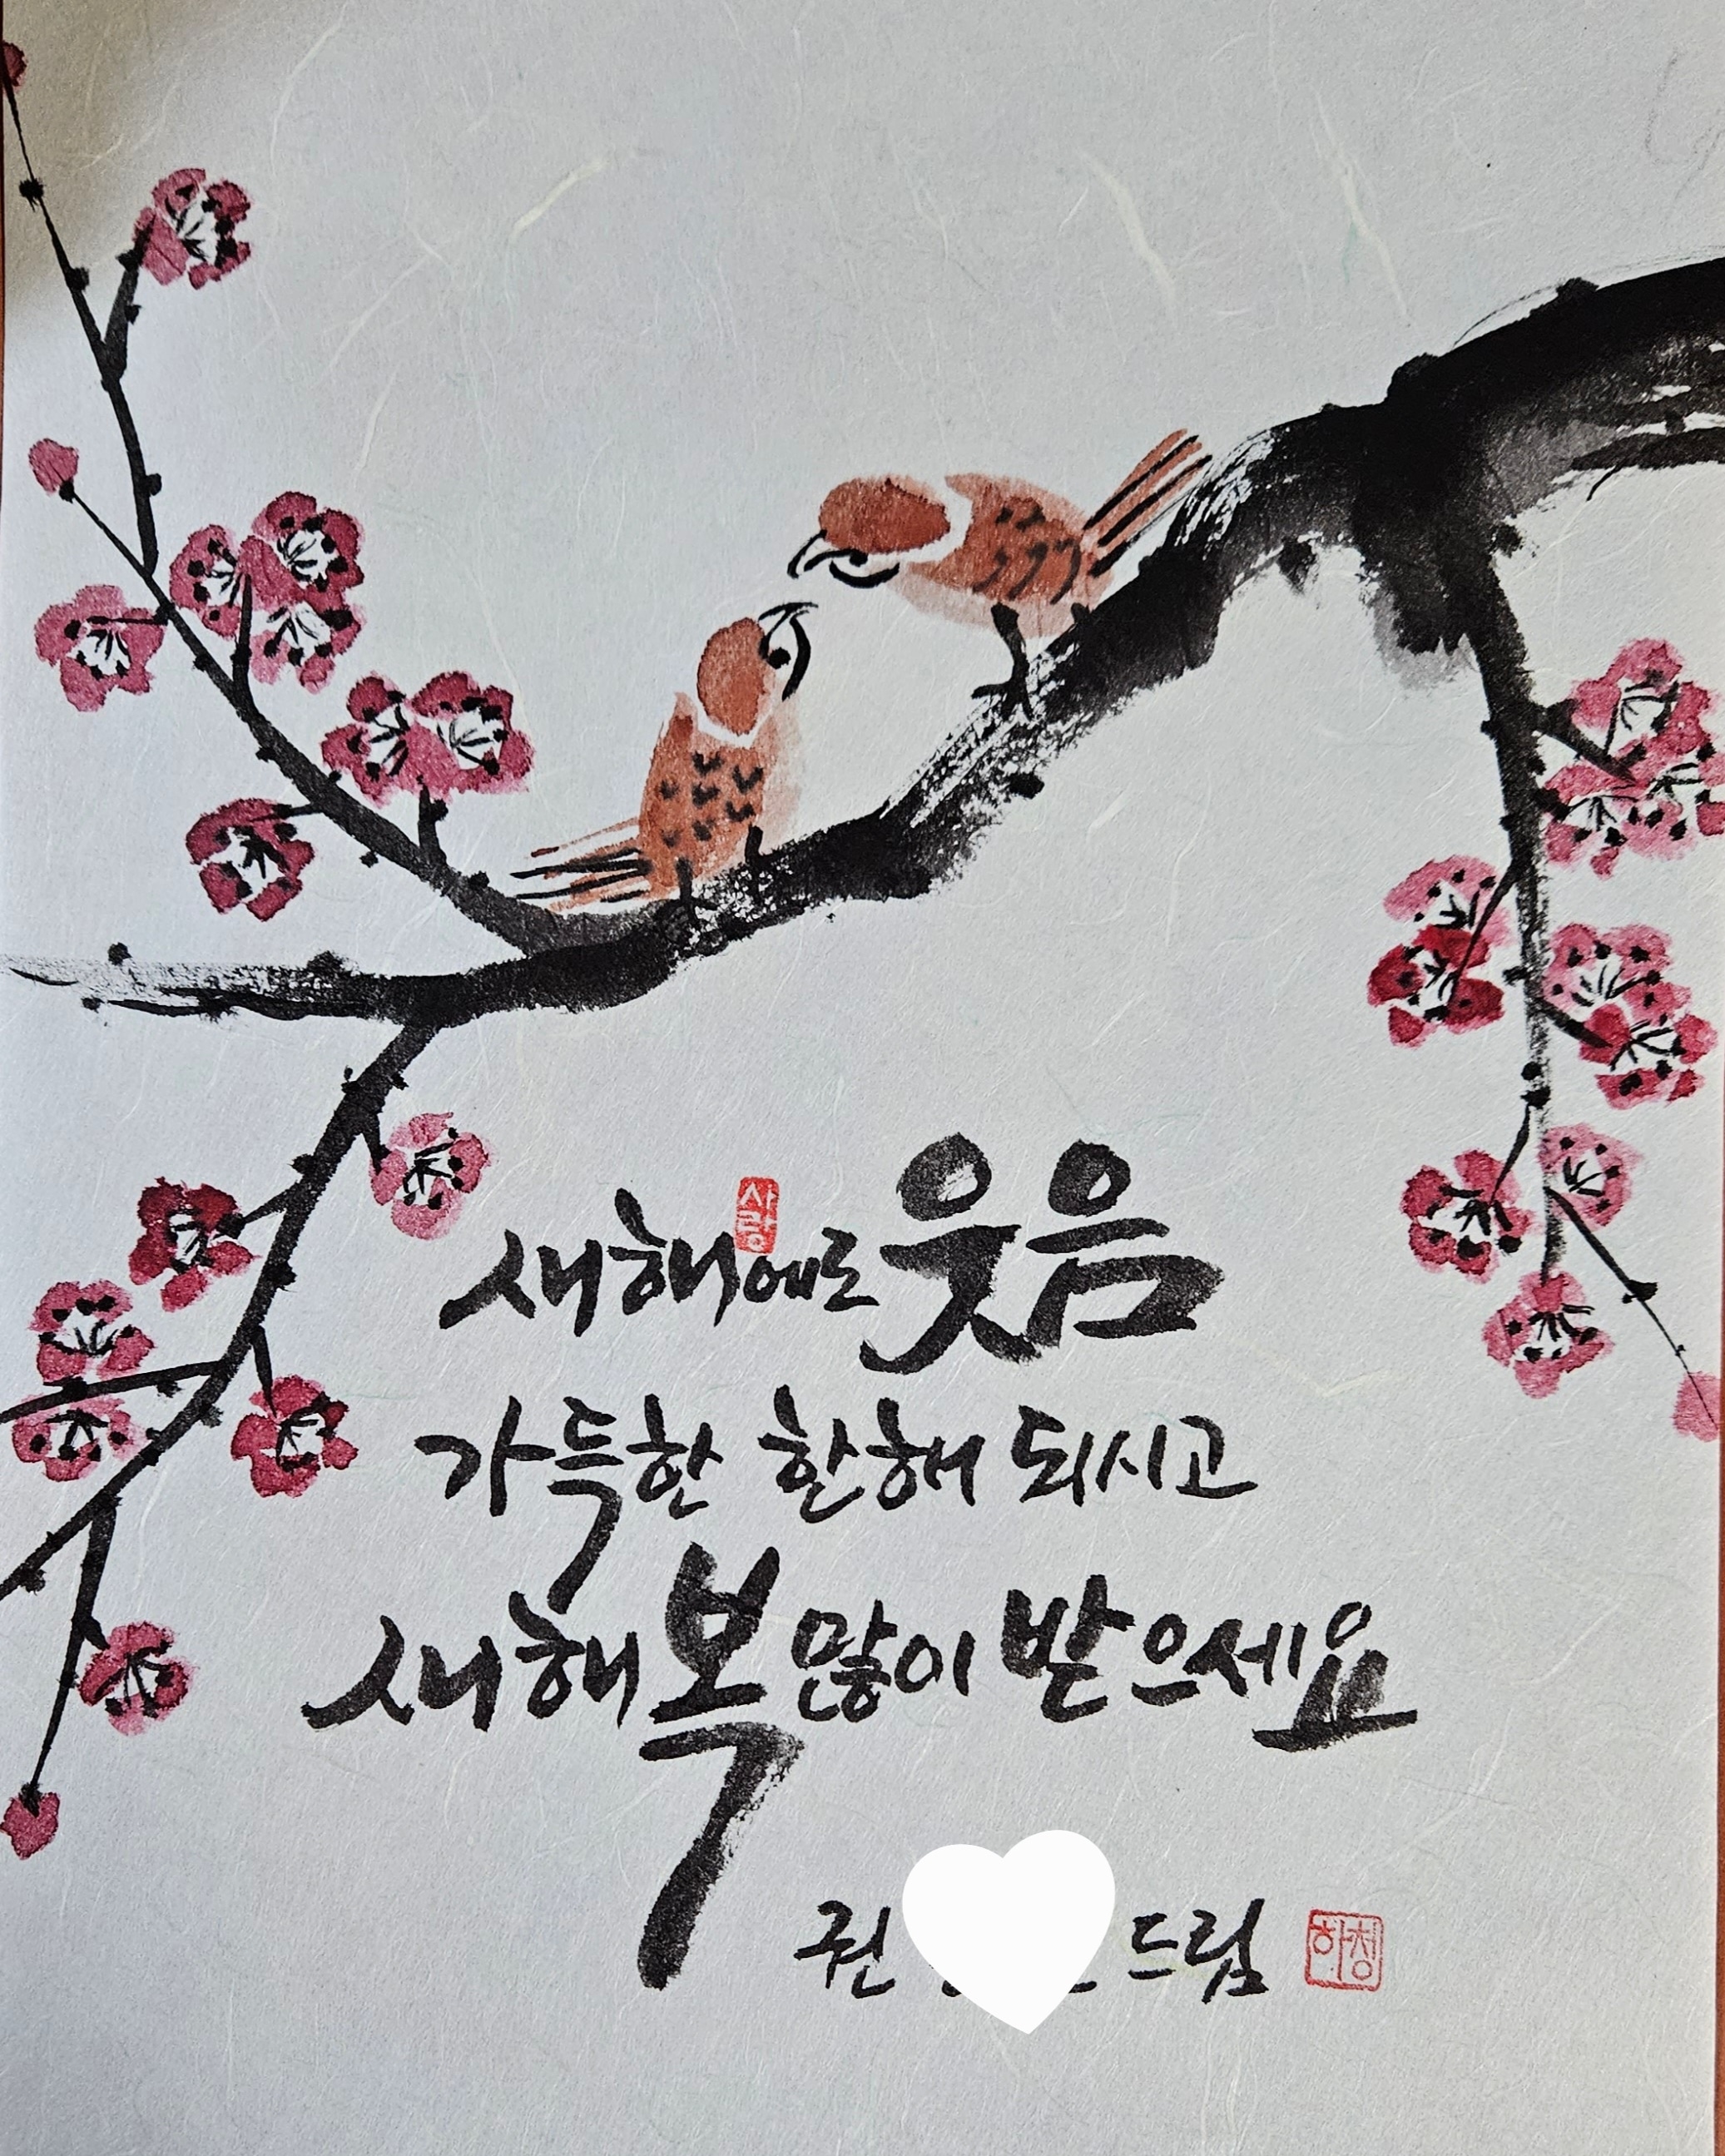 새해에도 웃음
사랑
가득한 한해 되시고
새해 복 많이 받으세요
권 드림
하정